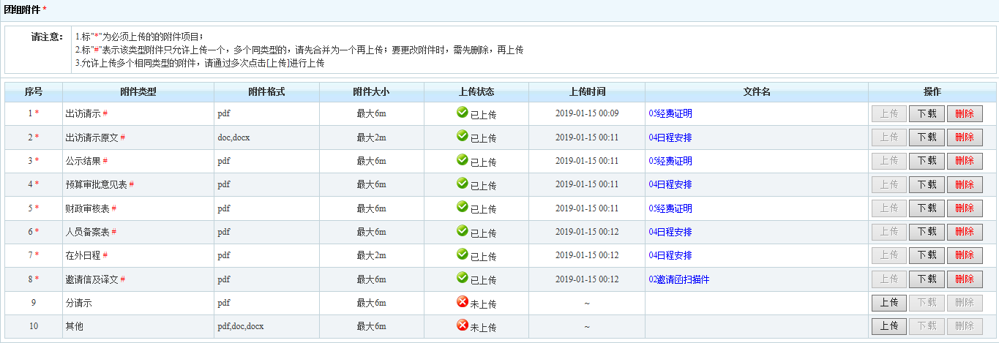 团组附件 *
请注意： 1.标"*"为必须上传的的附件项目；
2.标"#"表示该类型附件只允许上传一个，多个同类型的，请先合并为一个再上传；要更改附件时，需先删除，再上传
3.允许上传多个相同类型的附件，请通过多次点击[上传]进行上传
序号 附件类型 附件格式 附件大小 上传状态 上传时间 文件名 操作
1 * 出访请示 # pdf 最大6m 已上传 2019-01-15 00:09 05经费证明 上传 下载 删除
2 * 出访请示原文 # doc,docx 最大2m 已上传 2019-01-15 00:11 04日程安排 上传 下载 删除
3 * 公示结果 # pdf 最大6m 已上传 2019-01-15 00:11 05经费证明 上传 下载 删除
4 * 预算审批意见表 # pdf 最大6m 已上传 2019-01-15 00:11 04日程安排 上传 下载 删除
5 * 财政审核表 # pdf 最大6m 已上传 2019-01-15 00:11 05经费证明 上传 下载 删除
6 * 人员备案表 # pdf 最大6m 已上传 2019-01-15 00:12 04日程安排 上传 下载 删除
7 * 在外日程 # pdf 最大2m 已上传 2019-01-15 00:12 04日程安排 上传 下载 删除
8 * 邀请信及译文 # pdf 最大6m 已上传 2019-01-15 00:12 02邀请函扫描件 上传 下载 删除
9 分请示 pdf 最大6m 未上传 ~ 上传 下载 删除
10 其他 pdf,doc,docx 最大6m 未上传 ~ 上传 下载 删除